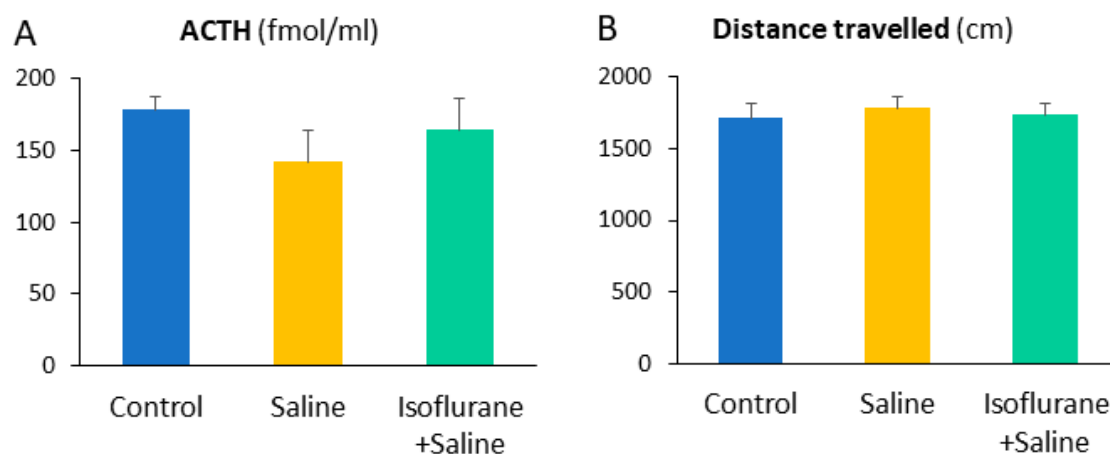 A
ACTH (fmol/ml)
200
150
100
50
0
Control
Saline
Isoflurane
+Saline
B
Distance travelled (cm)
2000
1500
1000
500
0
Control
Saline
Isoflurane
+Saline